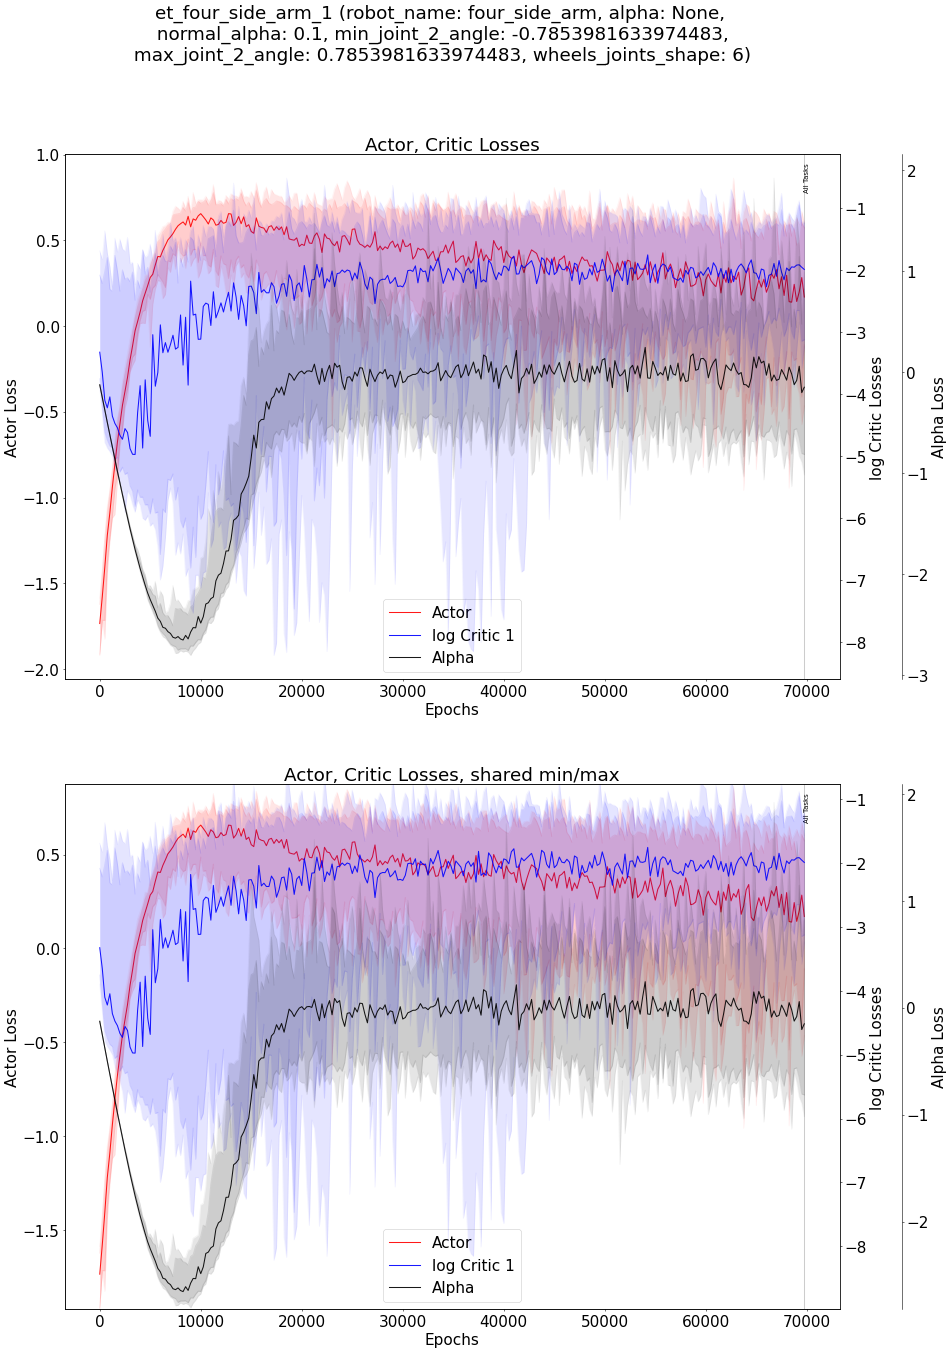 et_four_side_arm_1 (robot_name: four_side_arm, alpha: None,
normal_alpha: 0.1, min_joint_2_angle: -0.7853981633974483,
max_joint_2_angle: 0.7853981633974483, wheels_joints_shape: 6)
Actor, Critic Losses
1.0
0.5
0.0
−0.5
−1.0
−1.5
−2.0
Actor Loss
All Tasks
−1
−2
−3
−4
−5
−6
−7
−8
log Critic Losses
2
1
0
−1
−2
−3
Alpha Loss
Actor
log Critic 1
Alpha
0 10000 20000 30000 40000 50000 60000 70000
Epochs
Actor, Critic Losses, shared min/max
0.5
0.0
−0.5
−1.0
−1.5
Actor Loss
All Tasks
−1
−2
−3
−4
−5
−6
−7
−8
log Critic Losses
2
1
0
−1
−2
Alpha Loss
Actor
log Critic 1
Alpha
0 10000 20000 30000 40000 50000 60000 70000
Epochs